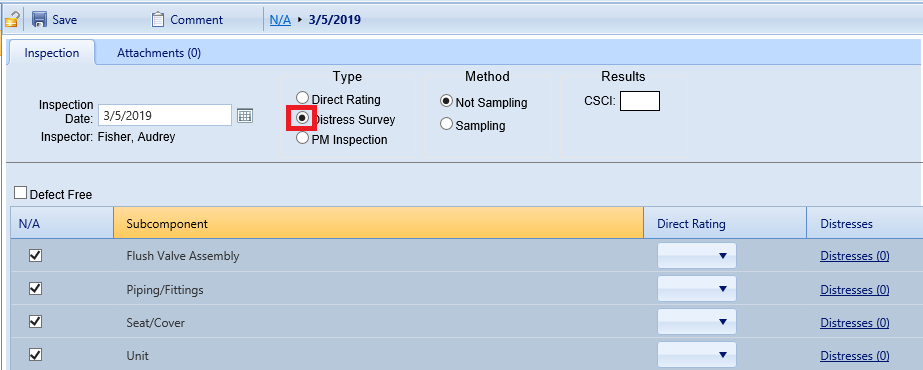 Save Comment N/A ▸ 3/5/2019
Inspection Attachments (0)
Type Method Results
Inspection Date: 3/5/2019
Inspector: Fisher, Audrey
Direct Rating
Distress Survey
PM Inspection
Not Sampling
Sampling
CSCI:
Defect Free
N/A Subcomponent Direct Rating Distresses
Flush Valve Assembly Distresses (0)
Piping/Fittings Distresses (0)
Seat/Cover Distresses (0)
Unit Distresses (0)